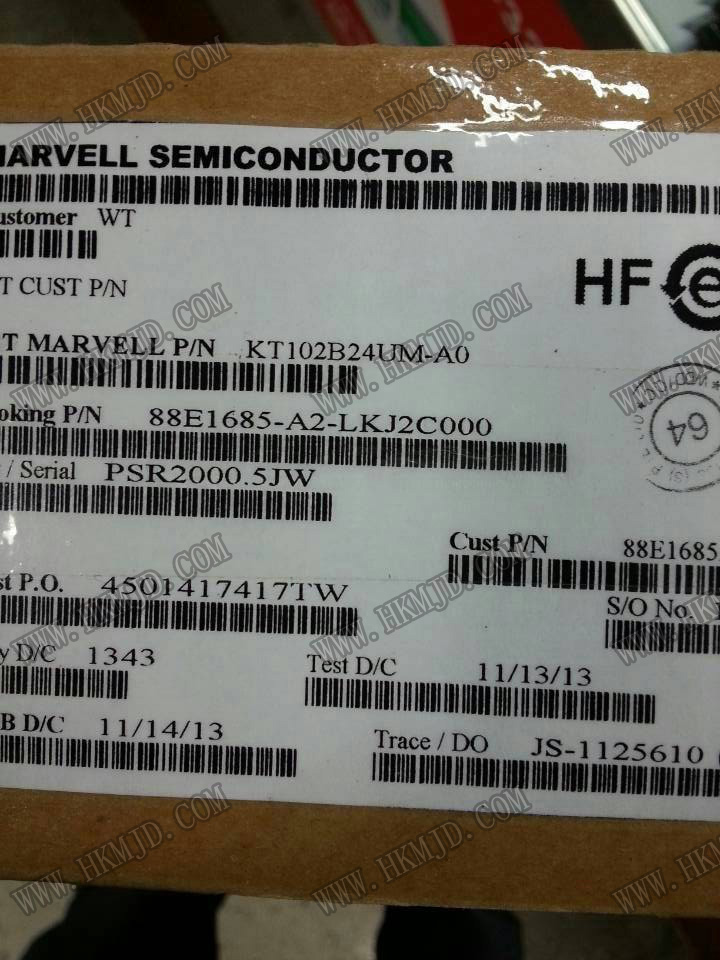 MARVELL SEMICONDUCTOR
ustomer WT
T CUST P/N
HF e
T MARVELL P/N KT102B24UM-A0
oking P/N 88E1685-A2-LKJ2C000
64
/ Serial PSR2000.5JW
Cust P/N 88E1685
st P.O. 4501417417TW
S/O No.
y D/C 1343
Test D/C 11/13/13
B D/C 11/14/13
Trace / DO JS-1125610
WWW.HKMJD.COM